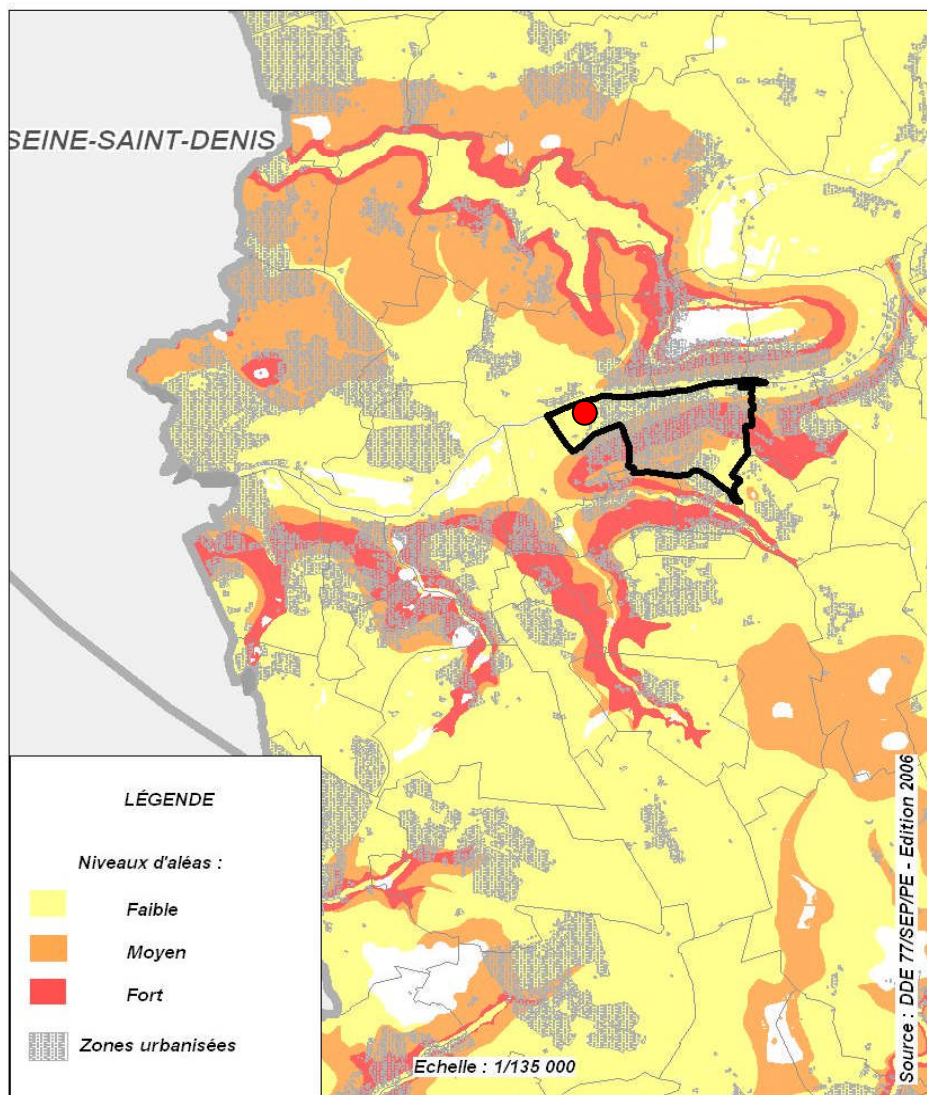 SEINE-SAINT-DENIS
LÉGENDE
Niveaux d'aléas :
Faible
Moyen
Fort
Zones urbanisées
Echelle : 1/135 000
Source : DDE 77/SEP/PE - Edition 2006